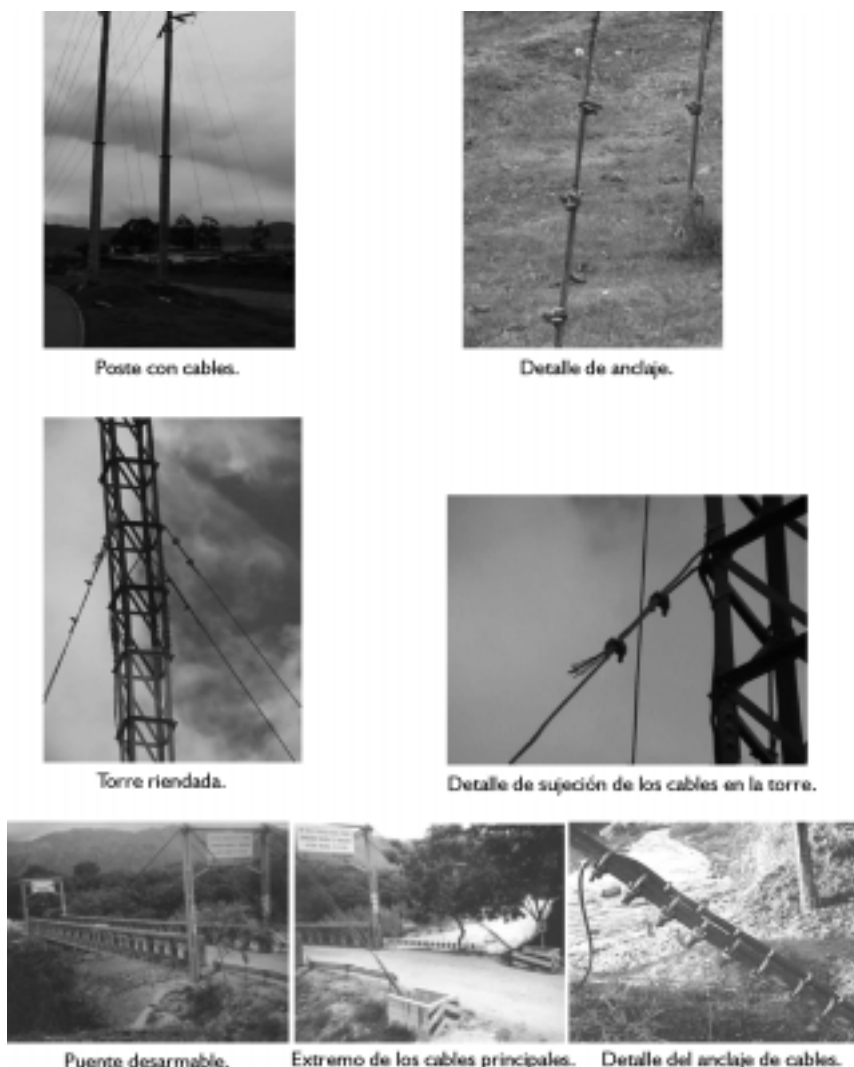 Poste con cables.
Detalle de anclaje.
Torre riendada.
Detalle de sujeción de los cables en la torre.
Puente desarmable.
Extremo de los cables principales.
Detalle del anclaje de cables.